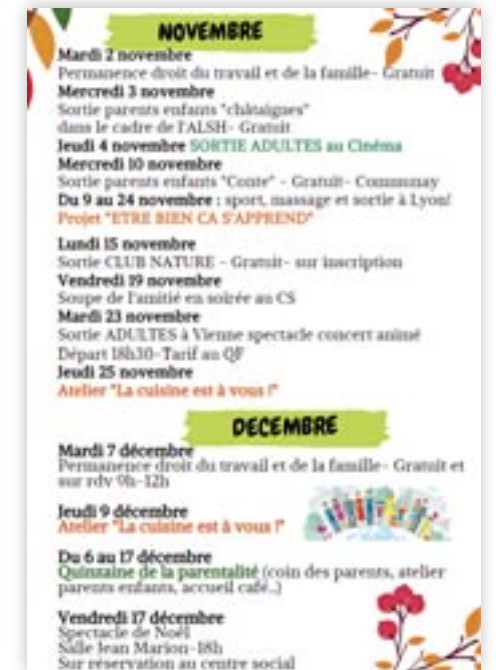 NOVEMBRE
Mardi 2 novembre
Permanence droit du travail et de la famille- Gratuit
Mercredi 3 novembre
Sortie parents enfants "châtaignes"
dans le cadre de l'ALSH- Gratuit
Jeudi 4 novembre SORTIE ADULTES au Cinéma
Mercredi 10 novembre
Sortie parents enfants "Conte" - Gratuit- Communay
Du 9 au 24 novembre : sport, massage et sortie à Lyon!
Projet "ETRE BIEN CA S'APPREND"
Lundi 15 novembre
Sortie CLUB NATURE - Gratuit- sur inscription
Vendredi 19 novembre
Soupe de l'amitié en soirée au CS
Mardi 23 novembre
Sortie ADULTES à Vienne spectacle concert animé
Départ 18h30-Tarif au QF
Jeudi 25 novembre
Atelier "La cuisine est à vous !"
DECEMBRE
Mardi 7 décembre
Permanence droit du travail et de la famille- Gratuit et
sur rdv 9h-12h
Jeudi 9 décembre
Atelier "La cuisine est à vous !"
Du 6 au 17 décembre
Quinzaine de la parentalité (coin des parents, atelier
parents enfants, accueil café..)
Vendredi 17 décembre
Spectacle de Noël
Salle Jean Marion-18h
Sur réservation au centre social